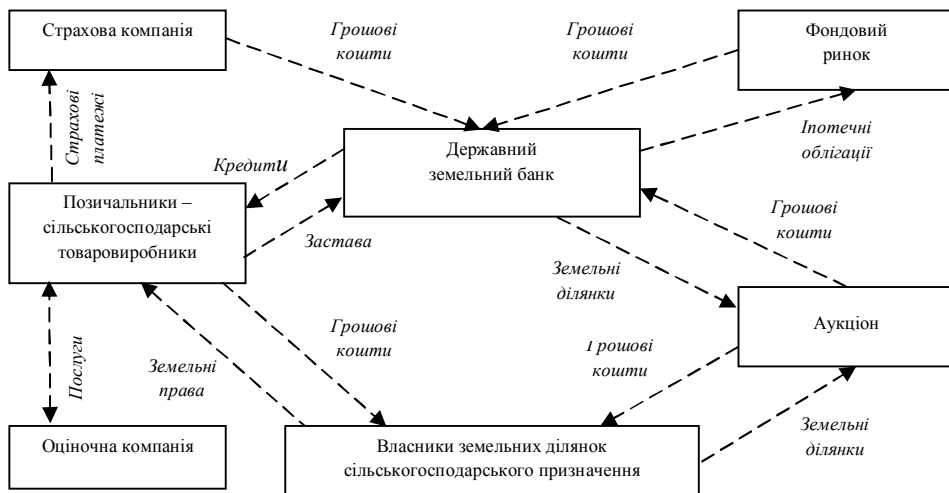 Страхова компанія
Грошові
кошти
Грошові
кошти
Фондовий
ринок
Страхові
платежі
Державний
земельний банк
Іпотечні
облігації
Кредити
Позичальники –
сільськогосподарські
товаровиробники
Застава
Грошові
кошти
Земельні
ділянки
Аукціон
Послуги
Земельні
права
Грошові
кошти
Грошові
кошти
Оціночна компанія
Власники земельних ділянок
сільськогосподарського призначення
Земельні
ділянки